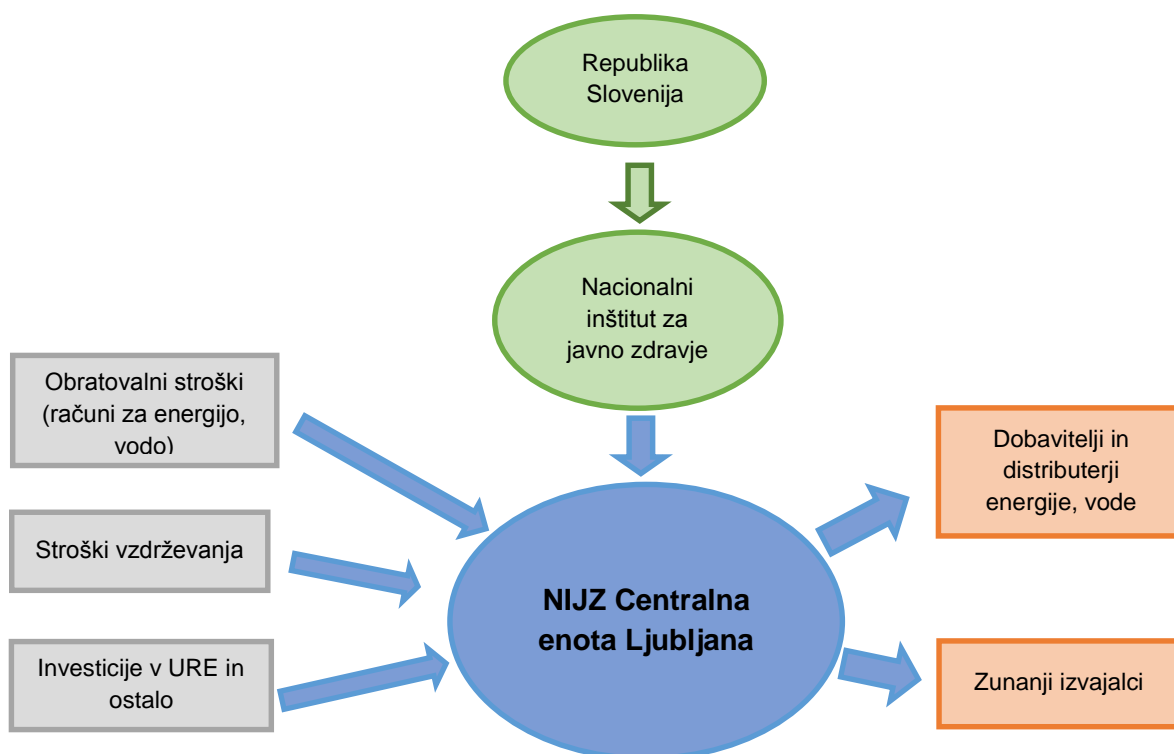 Republika
Slovenija
Nacionalni
inštitut za
javno zdravje
Obratovalni stroški
(računi za energijo,
vodo)
Stroški vzdrževanja
Investicije v URE in
ostalo
NIJZ Centralna
enota Ljubljana
Dobavitelji in
distributerji
energije, vode
Zunanji izvajalci